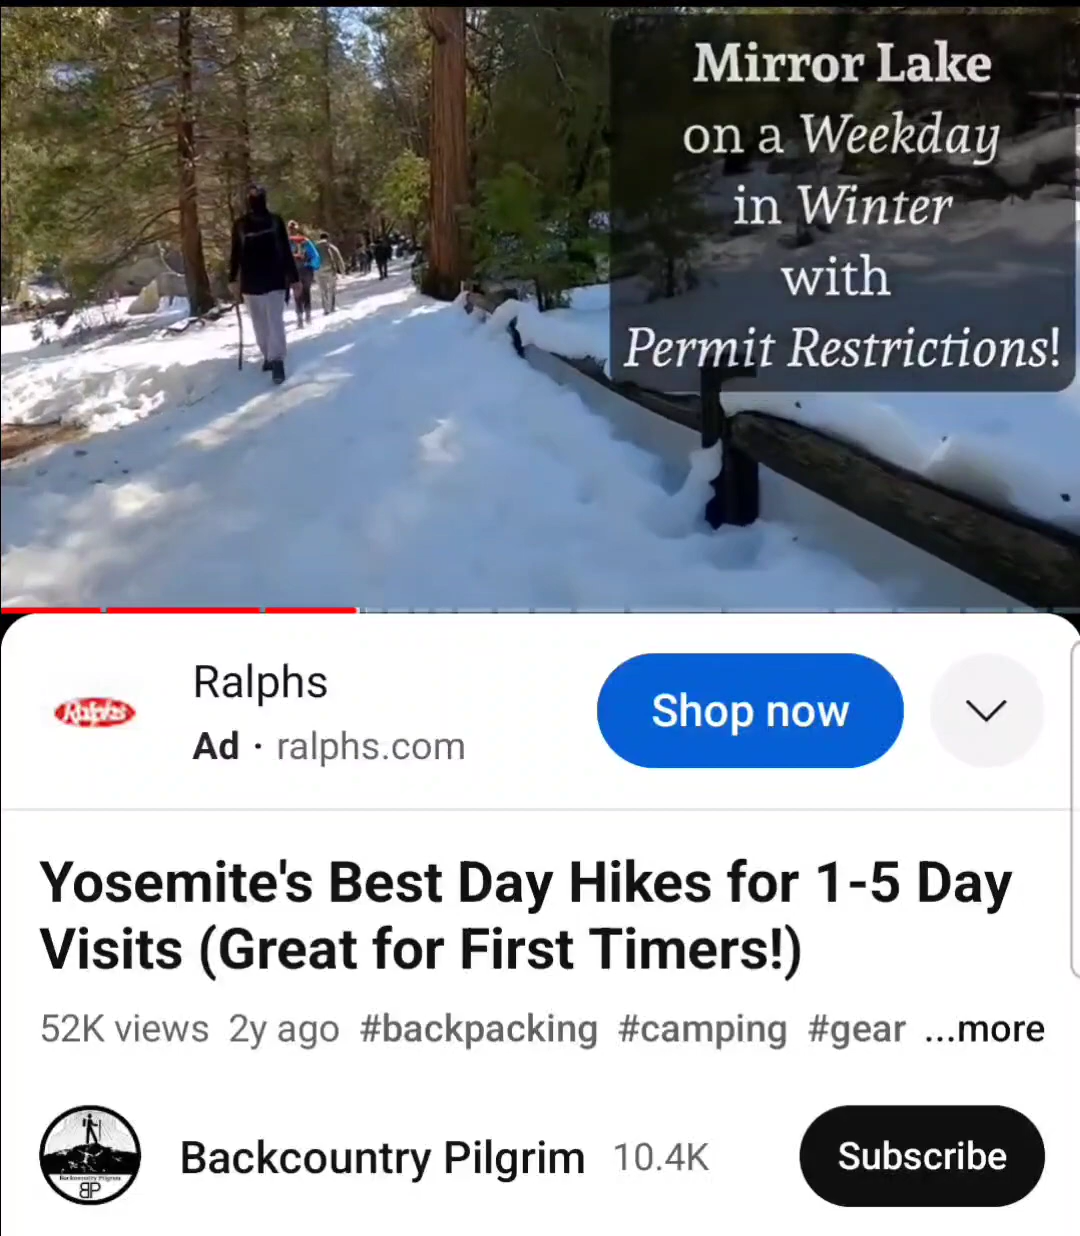 Mirror Lake
on a Weekday
in Winter
with
Permit Restrictions!
Ralphs
Ralphs
Shop now
Ad · ralphs.com
Yosemite's Best Day Hikes for 1-5 Day
Visits (Great for First Timers!)
52K views 2y ago #backpacking #camping #gear ...more
Backcountry Pilgrim
BP
Backcountry Pilgrim 10.4K
Subscribe